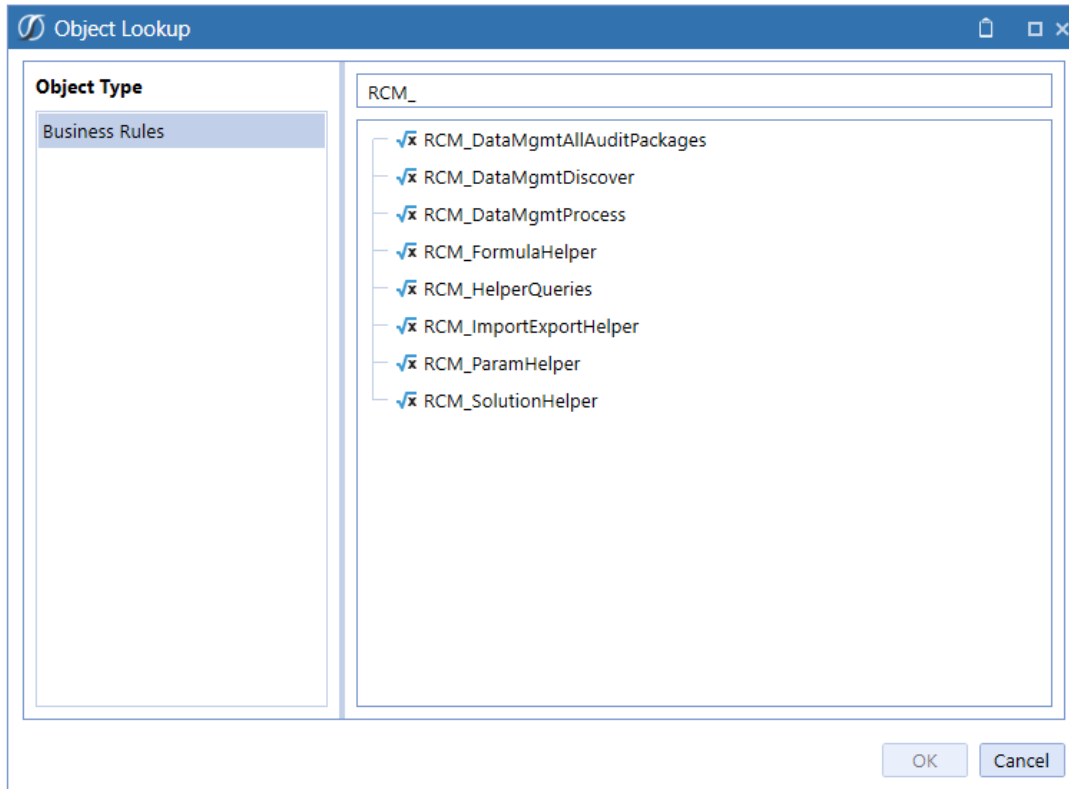 Object Lookup
Object Type
Business Rules
RCM_
RCM_DataMgmtAllAuditPackages
RCM_DataMgmtDiscover
RCM_DataMgmtProcess
RCM_FormulaHelper
RCM_HelperQueries
RCM_ImportExportHelper
RCM_ParamHelper
RCM_SolutionHelper
OK
Cancel